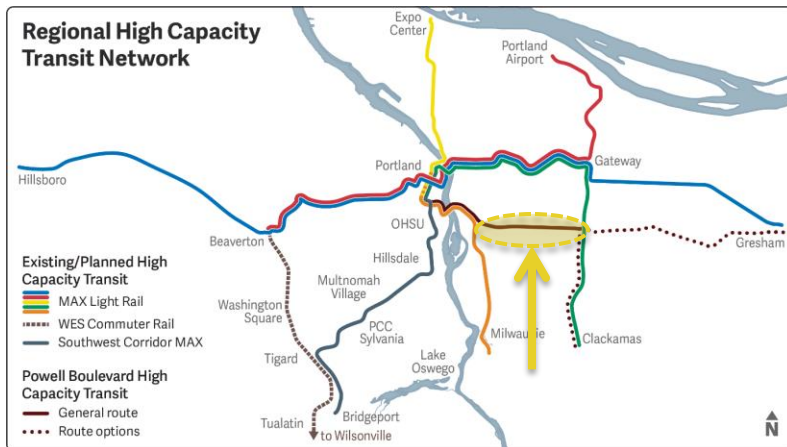 Regional High Capacity
Transit Network
Expo
Center
Portland
Airport
Portland
Gateway
Hillsboro
OHSU
Beaverton
Gresham
Hillsdale
Multnomah
Village
Washington
Square
PCC
Sylvania
Milwaukie
Clackamas
Tigard
Lake
Oswego
Bridgeport
Tualatin
to Wilsonville
Existing/Planned High
Capacity Transit
MAX Light Rail
WES Commuter Rail
Southwest Corridor MAX
Powell Boulevard High
Capacity Transit
General route
Route options
N